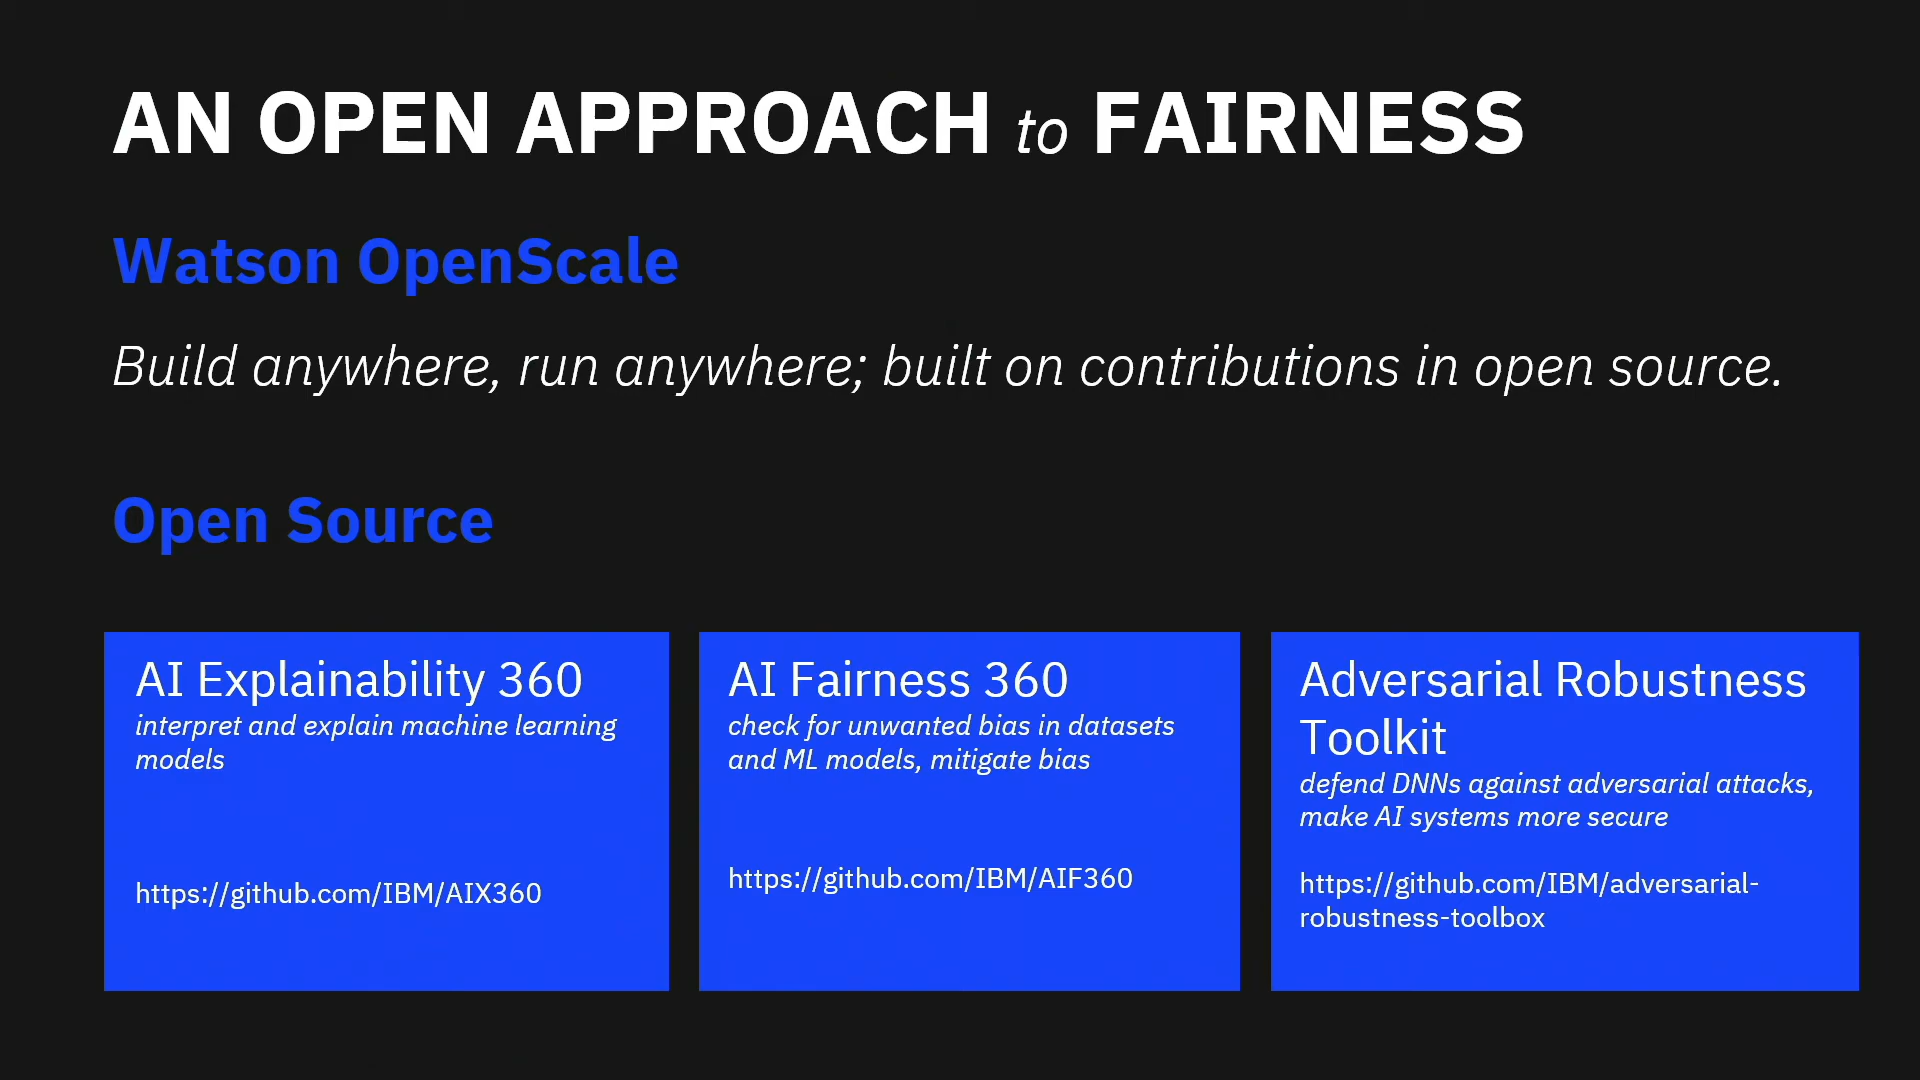 AN OPEN APPROACH to FAIRNESS
Watson OpenScale
Build anywhere, run anywhere; built on contributions in open source.
Open Source
AI Explainability 360
interpret and explain machine learning
models
https://github.com/IBM/AIX360
AI Fairness 360
check for unwanted bias in datasets
and ML models, mitigate bias
https://github.com/IBM/AIF360
Adversarial Robustness
Toolkit
defend DNNs against adversarial attacks,
make AI systems more secure
https://github.com/IBM/adversarial-
robustness-toolbox